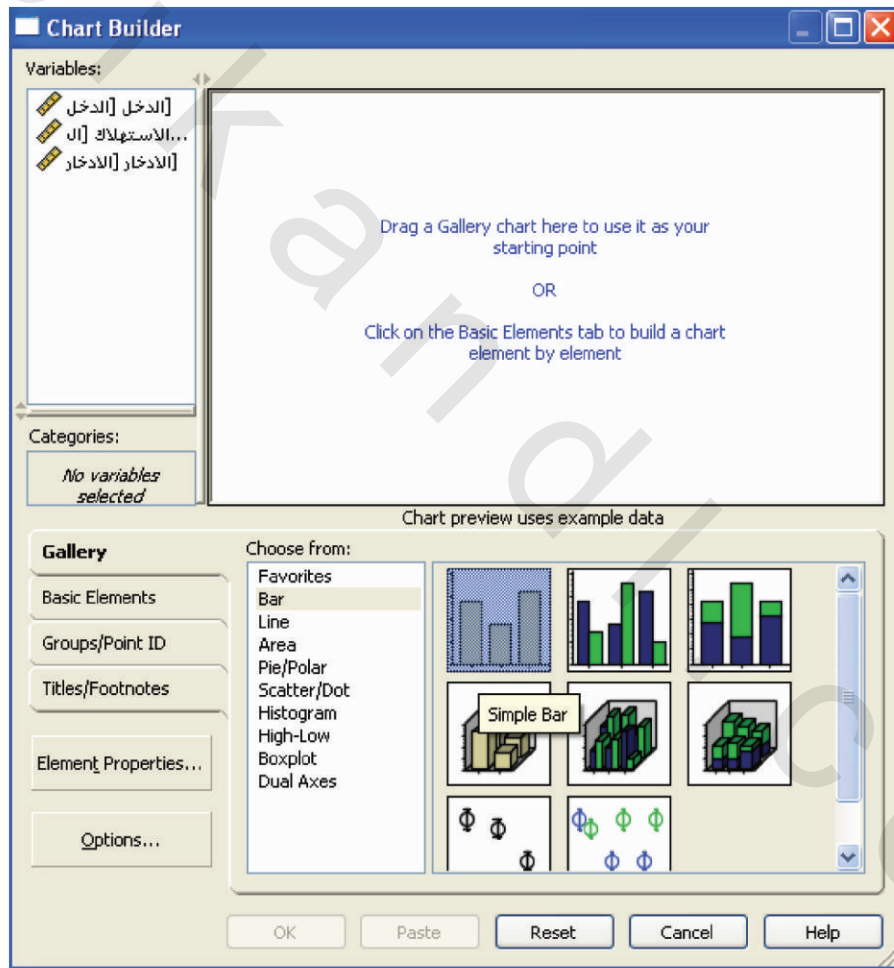 Chart Builder
Variables:
[الدخل [الدخل
...الاستهلاك [ال
[الادخار [الادخار
Drag a Gallery chart here to use it as your
starting point
OR
Click on the Basic Elements tab to build a chart
element by element
Categories:
No variables
selected
Chart preview uses example data
Gallery
Basic Elements
Groups/Point ID
Titles/Footnotes
Element Properties...
Options...
Choose from:
Favorites
Bar
Line
Area
Pie/Polar
Scatter/Dot
Histogram
High-Low
Boxplot
Dual Axes
Simple Bar
OK Paste Reset Cancel Help